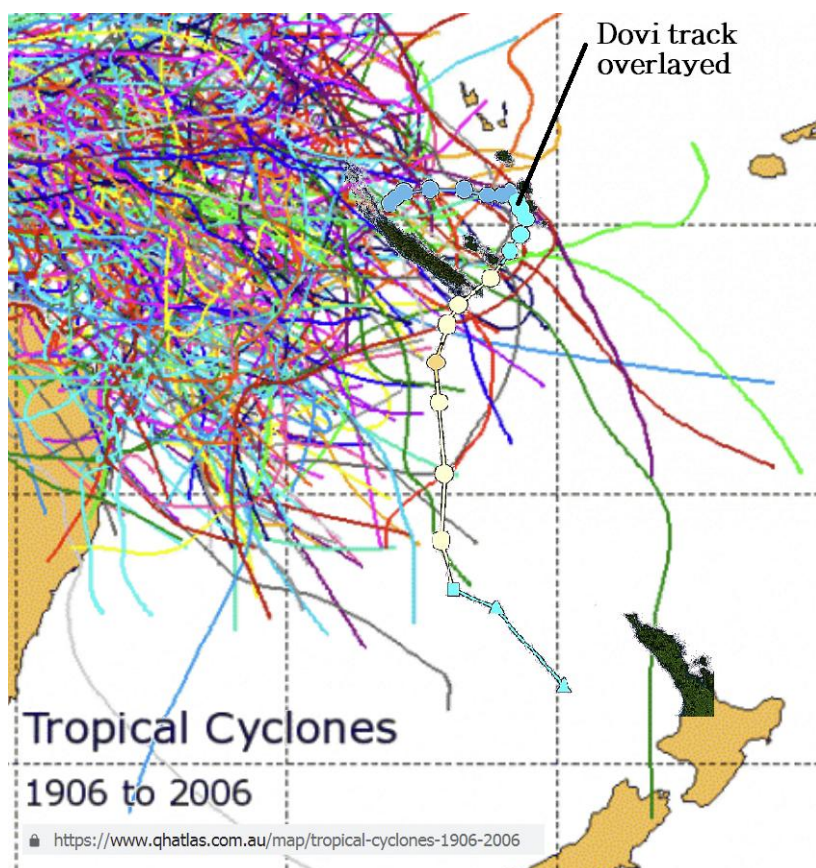 Dovi track
overlayed
Tropical Cyclones
1906 to 2006
https://www.qhatlas.com.au/map/tropical-cyclones-1906-2006